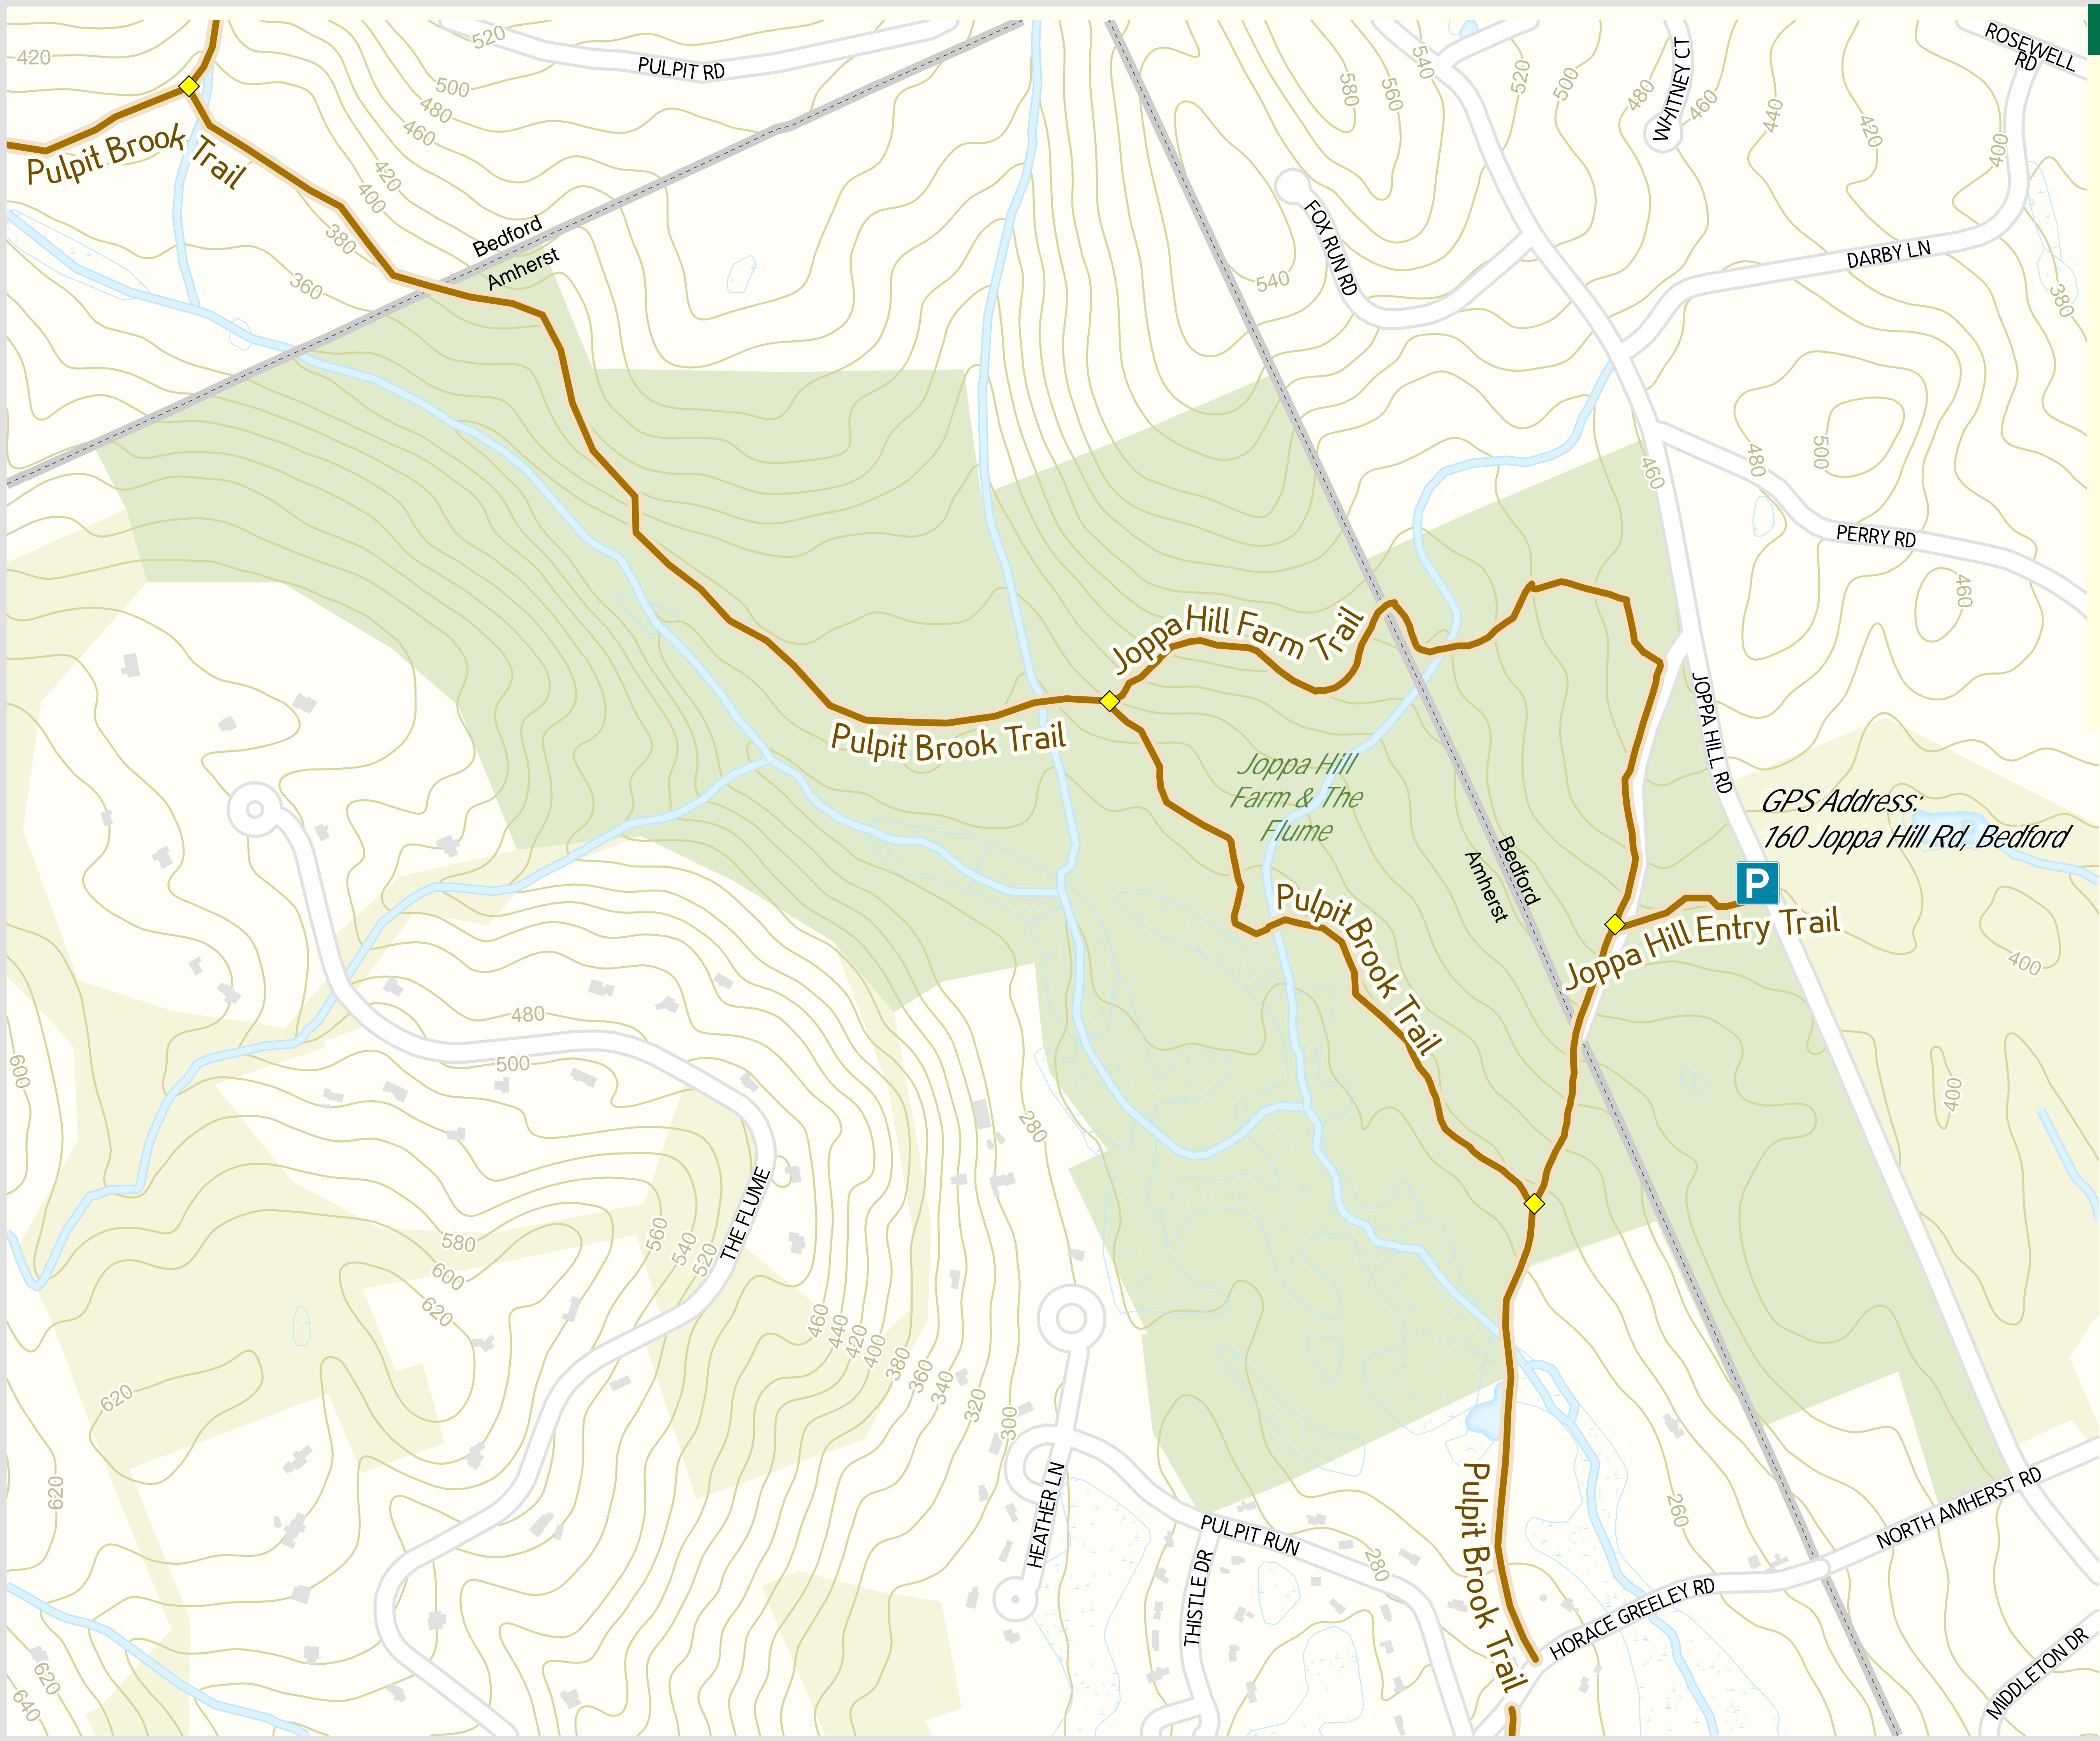 520
420
PULPIT RD
500
480
460
Pulpit Brook Trail
420
400
380
360
Bedford
Amherst
580
560
540
520
500
480
460
440
420
400
380
WHITNEY CT
ROSEWELL
RD
FOX RUN RD
540
DARBY LN
460
480
500
PERRY RD
460
Joppa Hill Farm Trail
Pulpit Brook Trail
JOPPA HILL RD
Joppa Hill
Farm & The
Flume
GPS Address:
160 Joppa Hill Rd, Bedford
P
Bedford
Amherst
Pulpit Brook Trail
Joppa Hill Entry Trail
400
400
480
500
600
280
THE FLUME
560
540
520
580
600
620
620
620
460
440
420
400
380
360
340
320
300
HEATHER LN
PULPIT RUN
THISTLE DR
280
260
Pulpit Brook Trail
NORTH AMHERST RD
HORACE GREELEY RD
MIDDLETON DR
620
640